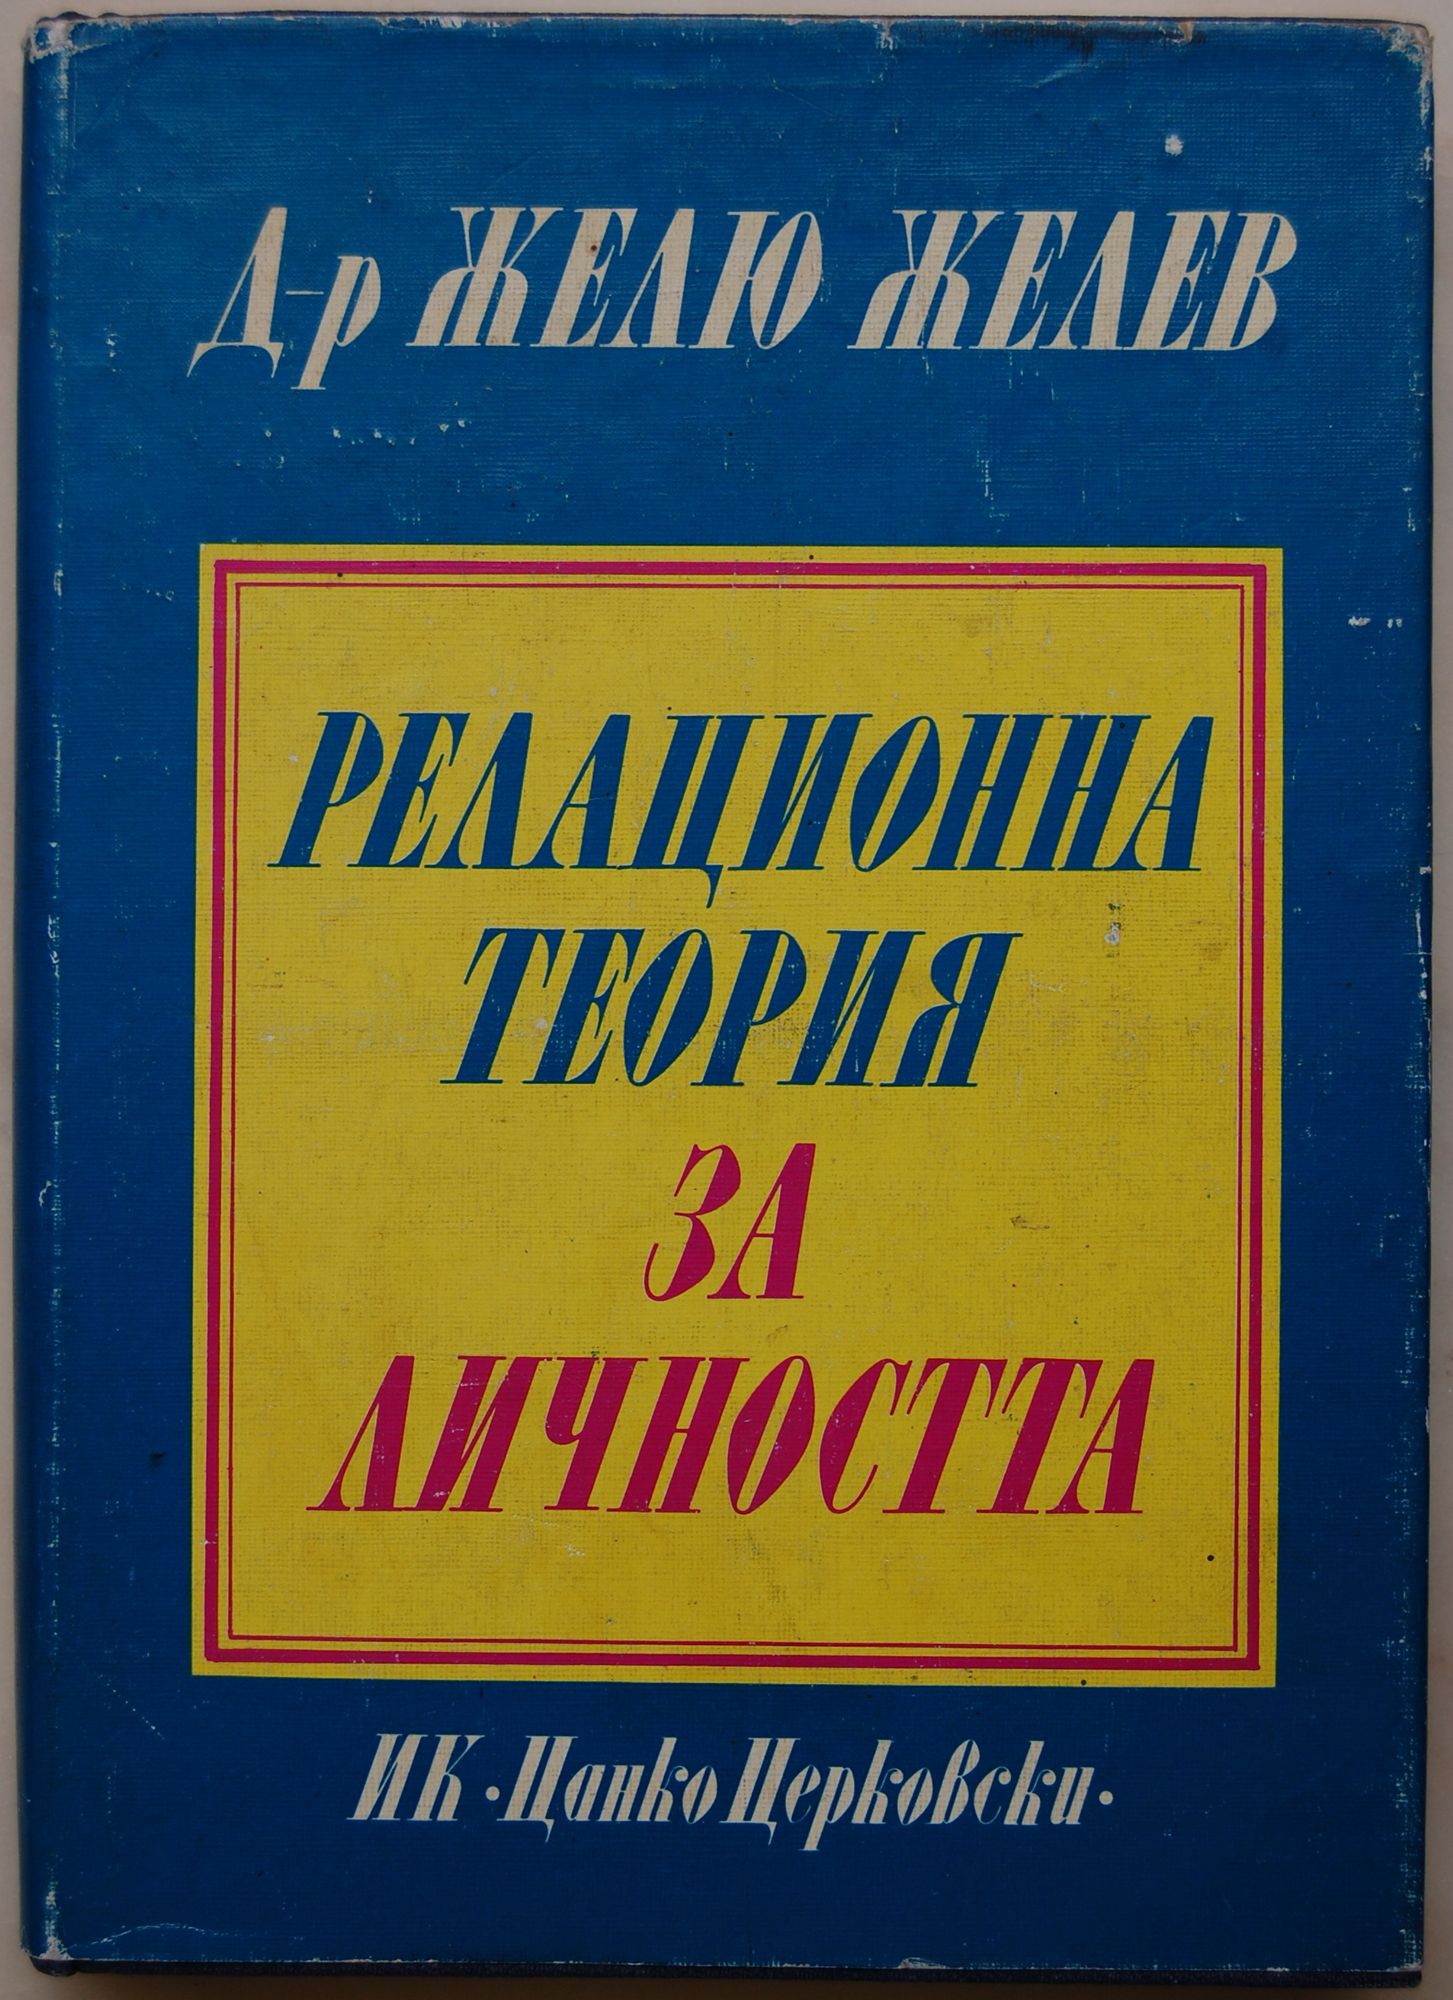 Д-р ЖЕЛЮ ЖЕЛЕВ
РЕЛАЦИОННА
ТЕОРИЯ
ЗА
ЛИЧНОСТТА
ИК •Цанко Церковски•